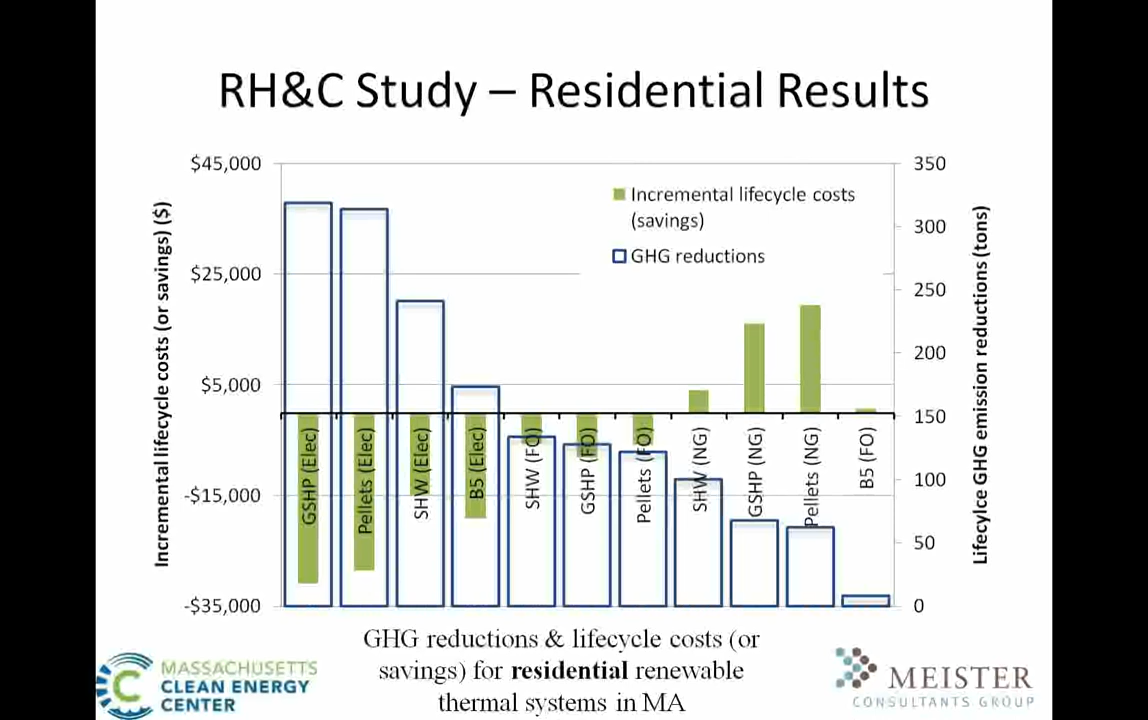 RH&C Study – Residential Results
Incremental lifecycle costs (or savings) ($)
$45,000
$25,000
$5,000
-$15,000
-$35,000
Incremental lifecycle costs
(savings)
GHG reductions
GSHP (Elec)
Pellets (Elec)
SHW (Elec)
B5 (Elec)
SHW (FO)
GSHP (FO)
Pellets (FO)
SHW (NG)
GSHP (NG)
Pellets (NG)
B5 (FO)
350
300
250
200
150
100
50
0
Lifecylce GHG emission reductions (tons)
GHG reductions & lifecycle costs (or
savings) for residential renewable
thermal systems in MA
MASSACHUSETTS
CLEAN ENERGY
CENTER
MEISTER
CONSULTANTS GROUP